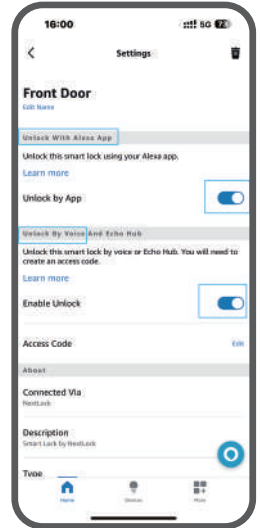 16:00
5G
Settings
Front Door
Edit Name
Unlock With Alexa App
Unlock this smart lock using your Alexa app.
Learn more
Unlock by App
Unlock By Voice And Echo Hub
Unlock this smart lock by voice or Echo Hub. You will need to
create an access code.
Learn more
Enable Unlock
Access Code
Edit
About
Connected Via
NextLock
Description
Smart Lock by NextLock
Type
Home
Devices
More